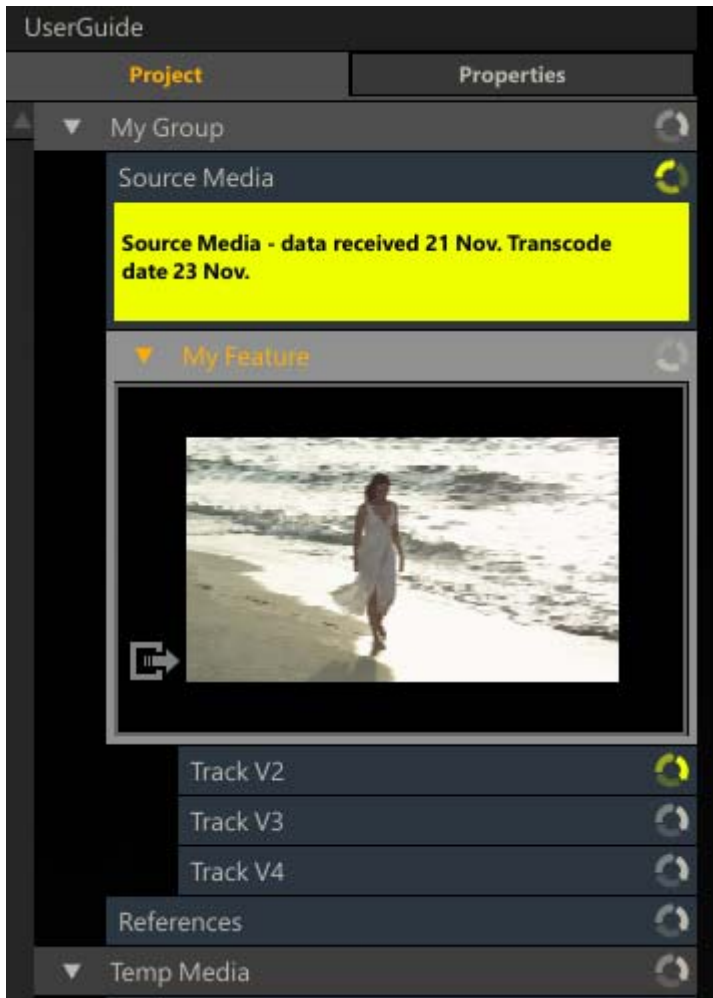 UserGuide
Project
Properties
My Group
Source Media
Source Media - data received 21 Nov. Transcode
date 23 Nov.
My Feature
Track V2
Track V3
Track V4
References
Temp Media